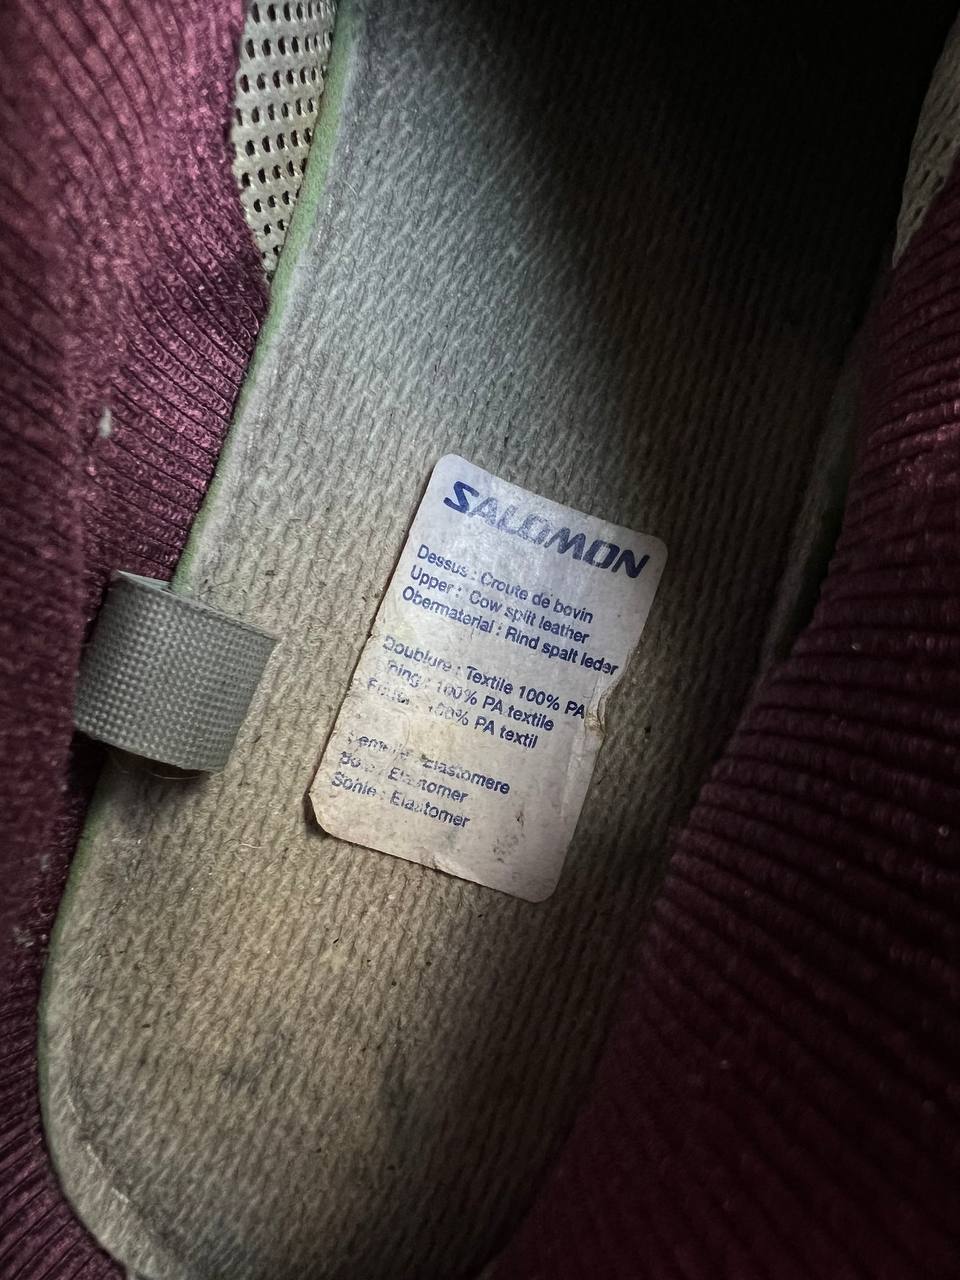 SALOMON
Dessus : Croute de bovin
Upper : Cow split leather
Obermaterial : Rind spalt leder
Doublure : Textile 100% PA
100% PA textile
100% PA textil
Elastomere
Elastomer
Sohle : Elastomer